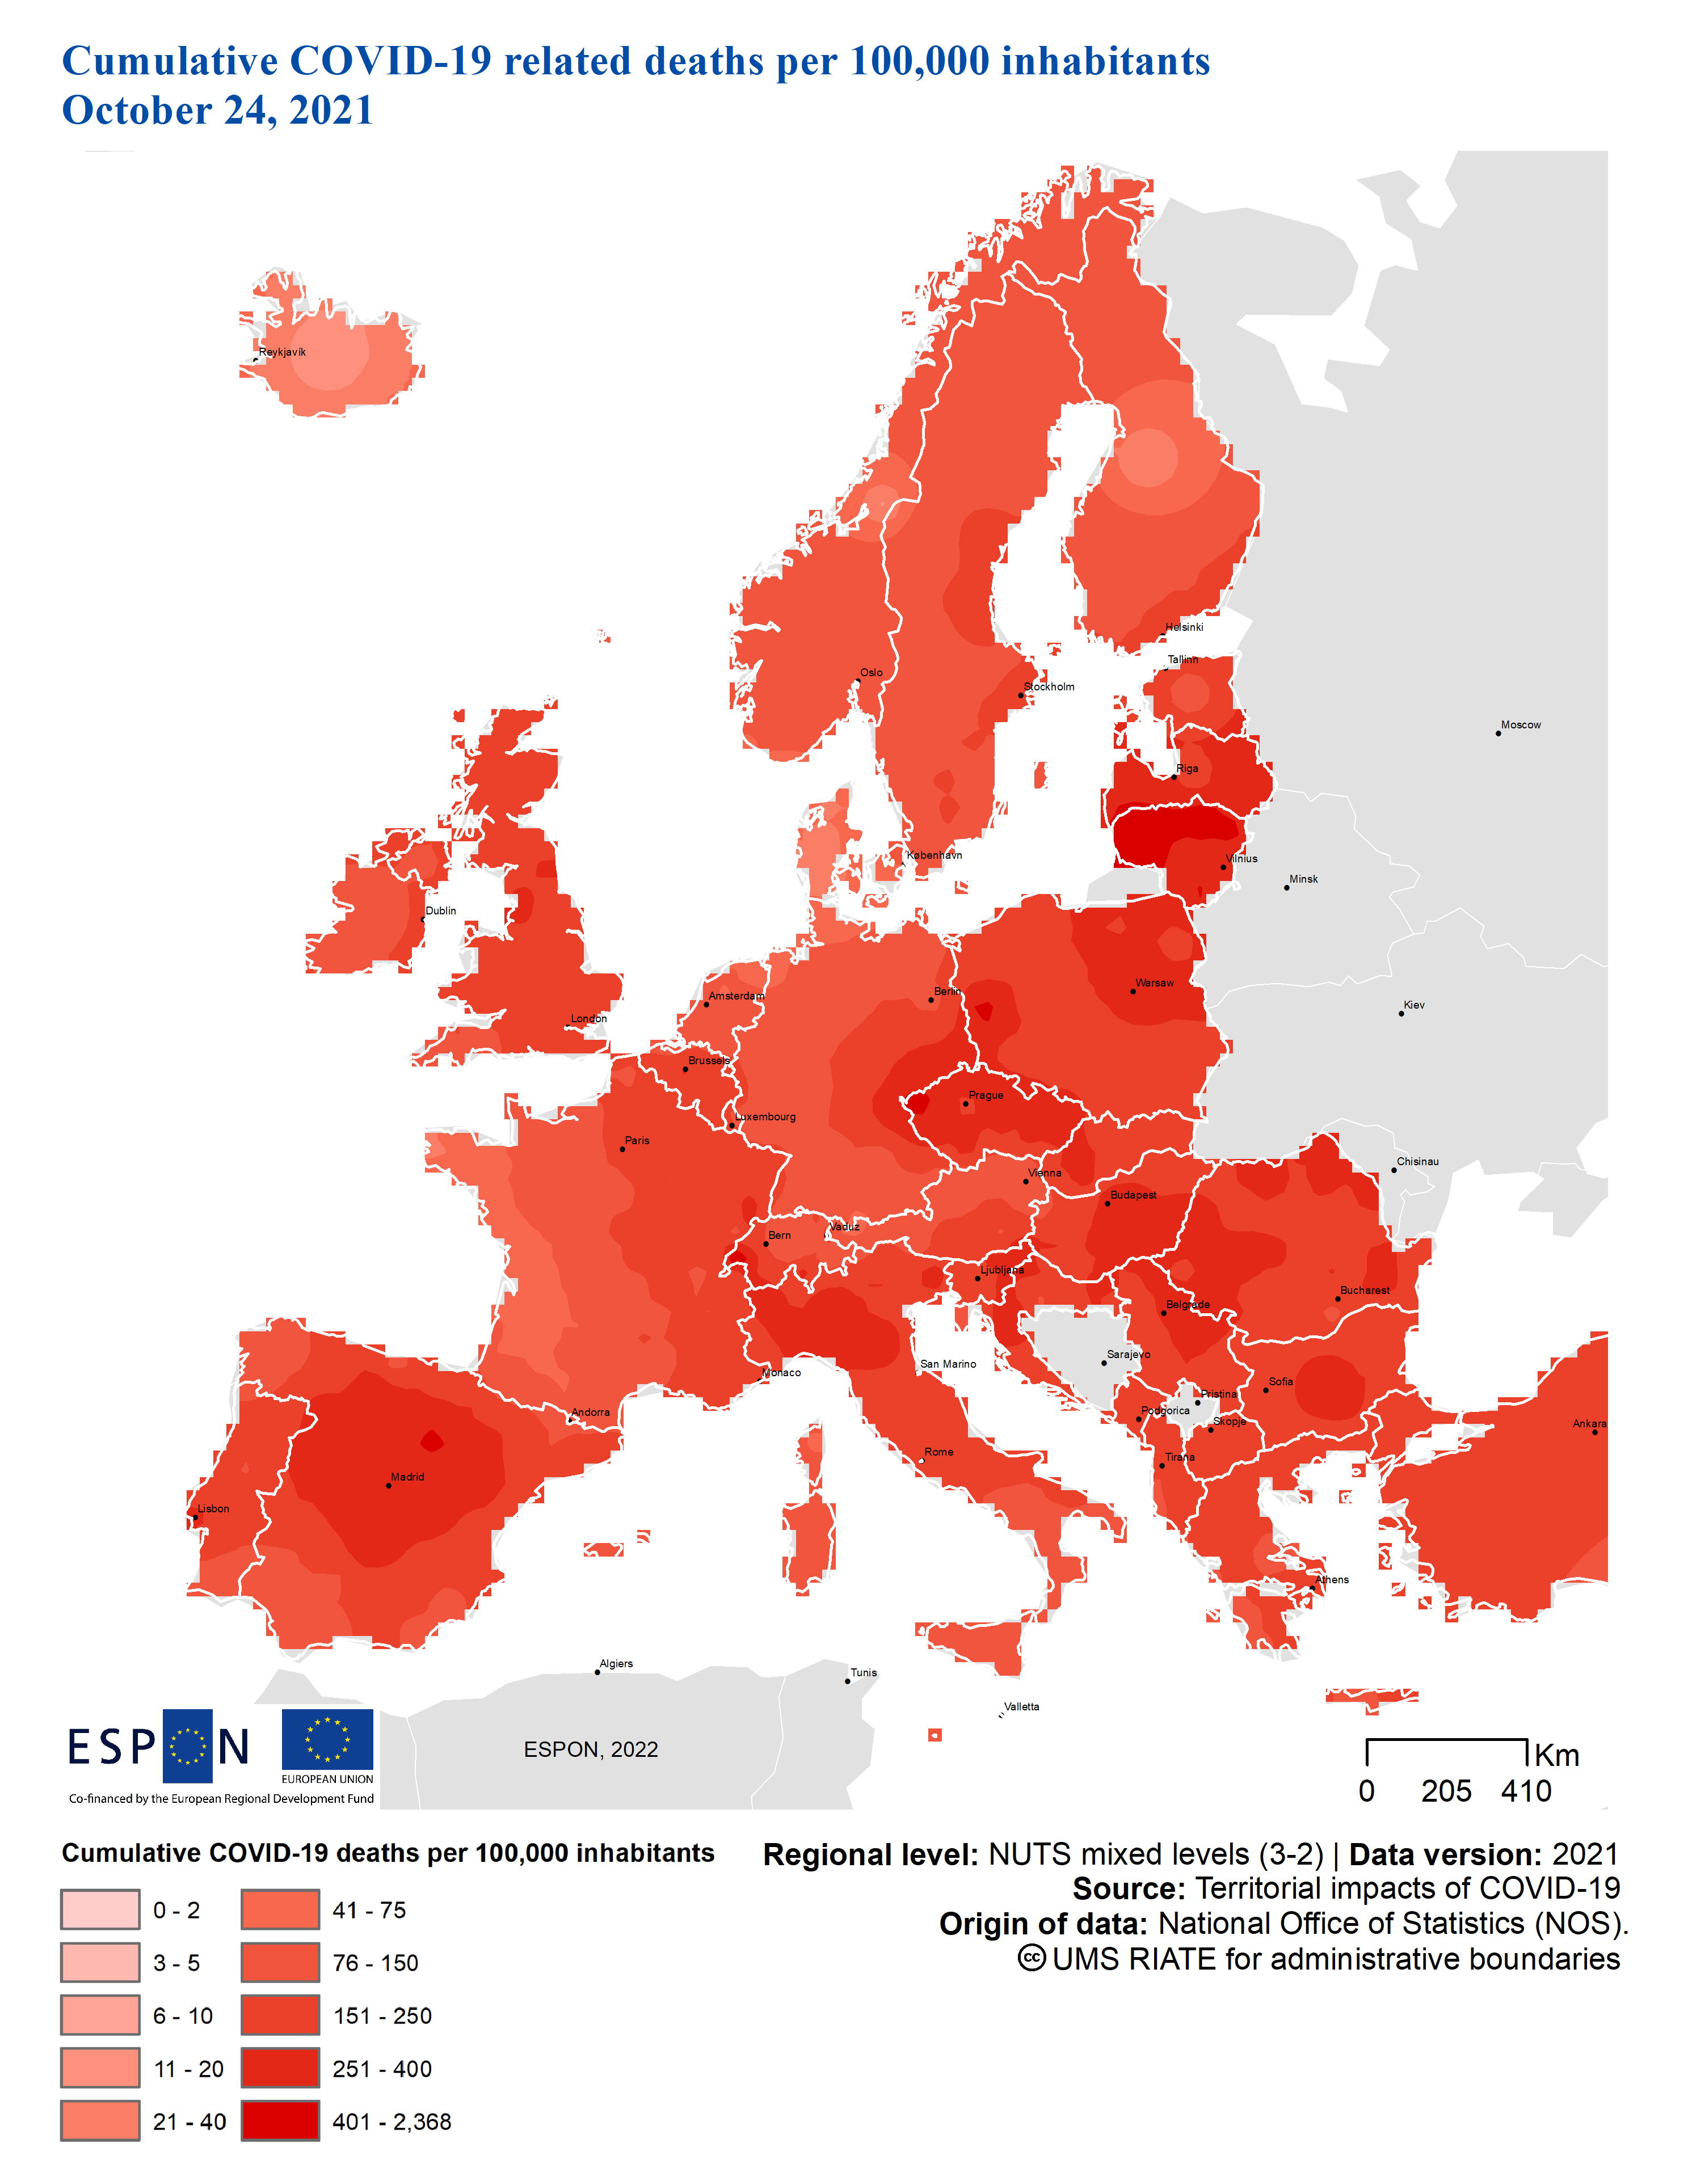 Cumulative COVID-19 related deaths per 100,000 inhabitants
October 24, 2021
Reykjavík
Helsinki
Tallinn
Oslo
Stockholm
Moscow
Riga
København
Vilnius
Minsk
Dublin
Berlin
Warsaw
Amsterdam
Kiev
London
Brussels
Prague
Luxembourg
Paris
Chisinau
Vienna
Budapest
Vaduz
Bern
Ljubljana
Bucharest
Belgrade
Sarajevo
San Marino
Monaco
Sofia
Pristina
Andorra
Podgorica
Skopje
Ankara
Rome
Tirana
Madrid
Lisbon
Athens
Algiers
Tunis
Valletta
ESPON
EUROPEAN UNION
Co-financed by the European Regional Development Fund
ESPON, 2022
Km
0 205 410
Cumulative COVID-19 deaths per 100,000 inhabitants
0 - 2
3 - 5
6 - 10
11 - 20
21 - 40
41 - 75
76 - 150
151 - 250
251 - 400
401 - 2,368
Regional level: NUTS mixed levels (3-2) | Data version: 2021
Source: Territorial impacts of COVID-19
Origin of data: National Office of Statistics (NOS).
cc UMS RIATE for administrative boundaries